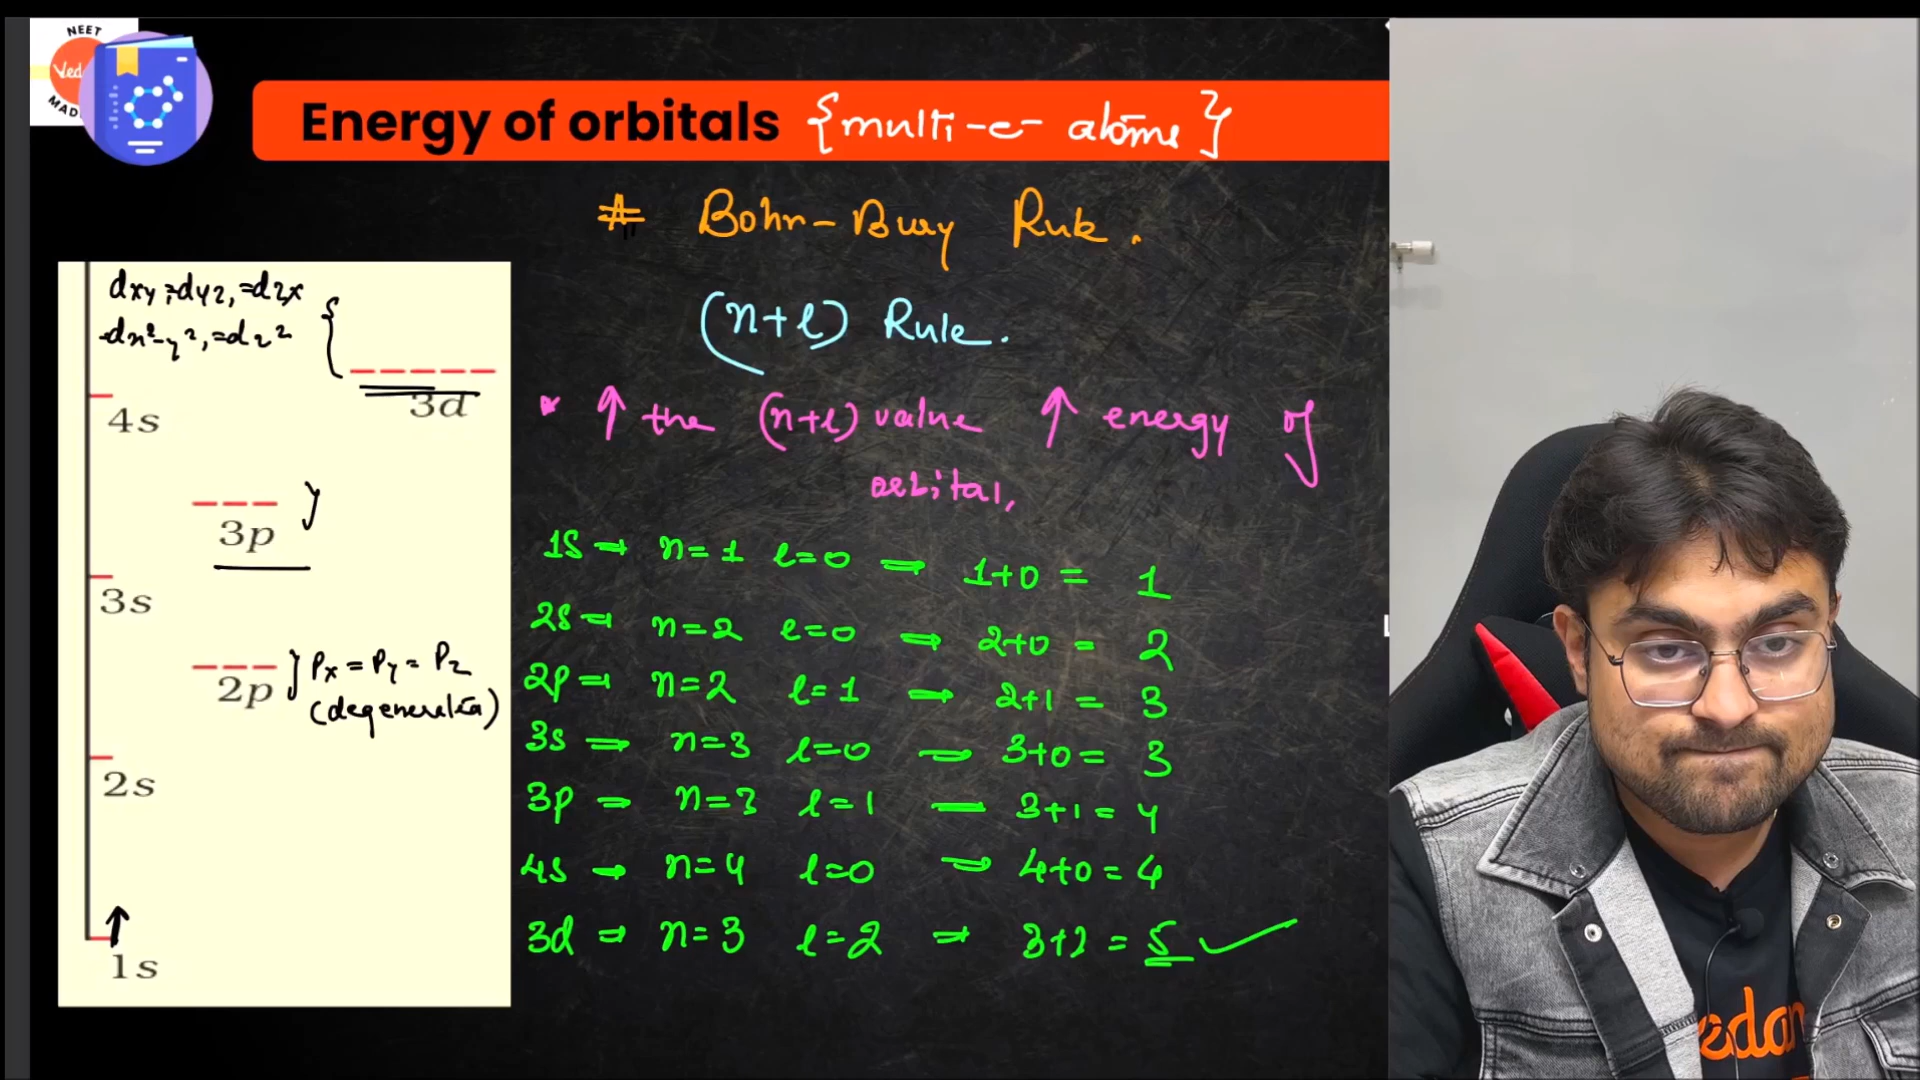 NEET
Ved
MAD
Energy of orbitals {multi-e- atoms}
# Bohr-Bury Rule.
(n+l) Rule.
* ↑ the (n+l) value ↑ energy of
orbital,
dxy = dyz, = dzx
dx²-y², = dz²
3d
4s
3p
3s
2p
Px = Py = Pz
(degenerate)
2s
1s
1s → n=1 l=0 → 1+0 = 1
2s → n=2 l=0 → 2+0 = 2
2p → n=2 l=1 → 2+1 = 3
3s → n=3 l=0 → 3+0 = 3
3p → n=3 l=1 → 3+1 = 4
4s → n=4 l=0 → 4+0 = 4
3d → n=3 l=2 → 3+2 = 5 ✓
edan